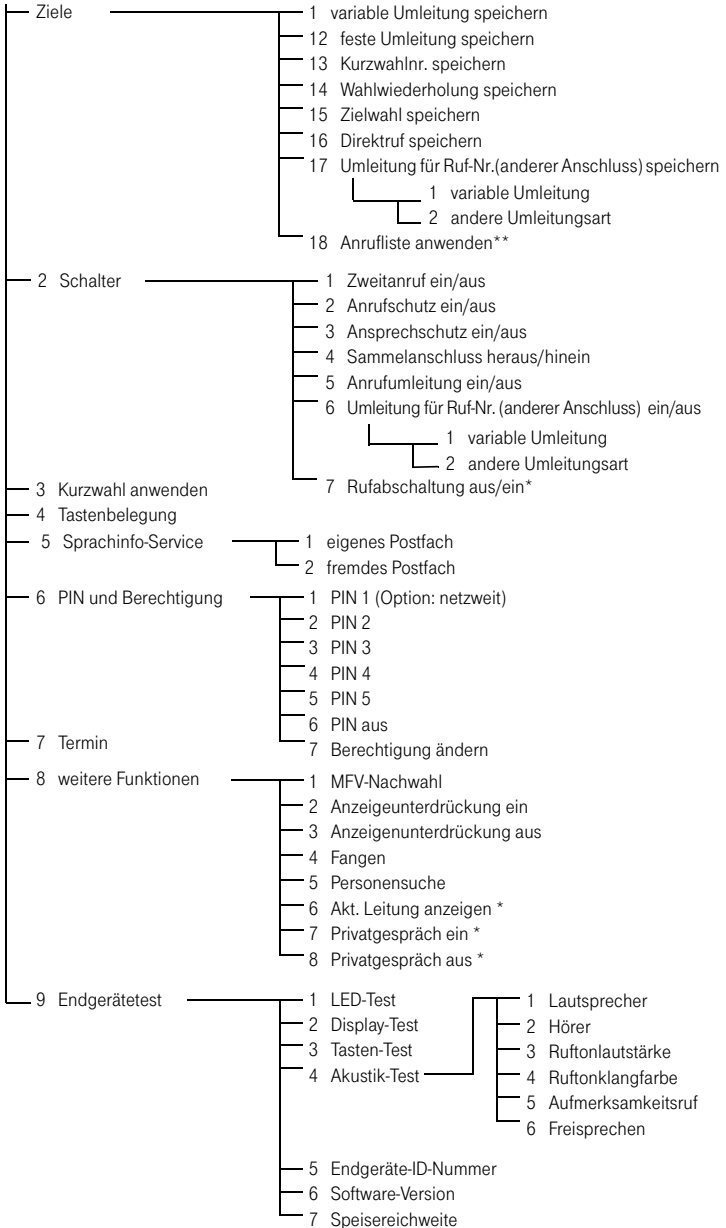 Ziele
1 variable Umleitung speichern
12 feste Umleitung speichern
13 Kurzwahlnr. speichern
14 Wahlwiederholung speichern
15 Zielwahl speichern
16 Direktruf speichern
17 Umleitung für Ruf-Nr.(anderer Anschluss) speichern
1 variable Umleitung
2 andere Umleitungsart
18 Anrufliste anwenden**
2 Schalter
1 Zweitanruf ein/aus
2 Anrufschutz ein/aus
3 Ansprechschutz ein/aus
4 Sammelanschluss heraus/hinein
5 Anrufumleitung ein/aus
6 Umleitung für Ruf-Nr. (anderer Anschluss) ein/aus
1 variable Umleitung
2 andere Umleitungsart
7 Rufabschaltung aus/ein*
3 Kurzwahl anwenden
4 Tastenbelegung
5 Sprachinfo-Service
1 eigenes Postfach
2 fremdes Postfach
6 PIN und Berechtigung
1 PIN 1 (Option: netzweit)
2 PIN 2
3 PIN 3
4 PIN 4
5 PIN 5
6 PIN aus
7 Berechtigung ändern
7 Termin
8 weitere Funktionen
1 MFV-Nachwahl
2 Anzeigeunterdrückung ein
3 Anzeigenunterdrückung aus
4 Fangen
5 Personensuche
6 Akt. Leitung anzeigen *
7 Privatgespräch ein *
8 Privatgespräch aus *
9 Endgerätetest
1 LED-Test
2 Display-Test
3 Tasten-Test
4 Akustik-Test
1 Lautsprecher
2 Hörer
3 Ruftonlautstärke
4 Ruftonklangfarbe
5 Aufmerksamkeitsruf
6 Freisprechen
5 Endgeräte-ID-Nummer
6 Software-Version
7 Speisereichweite